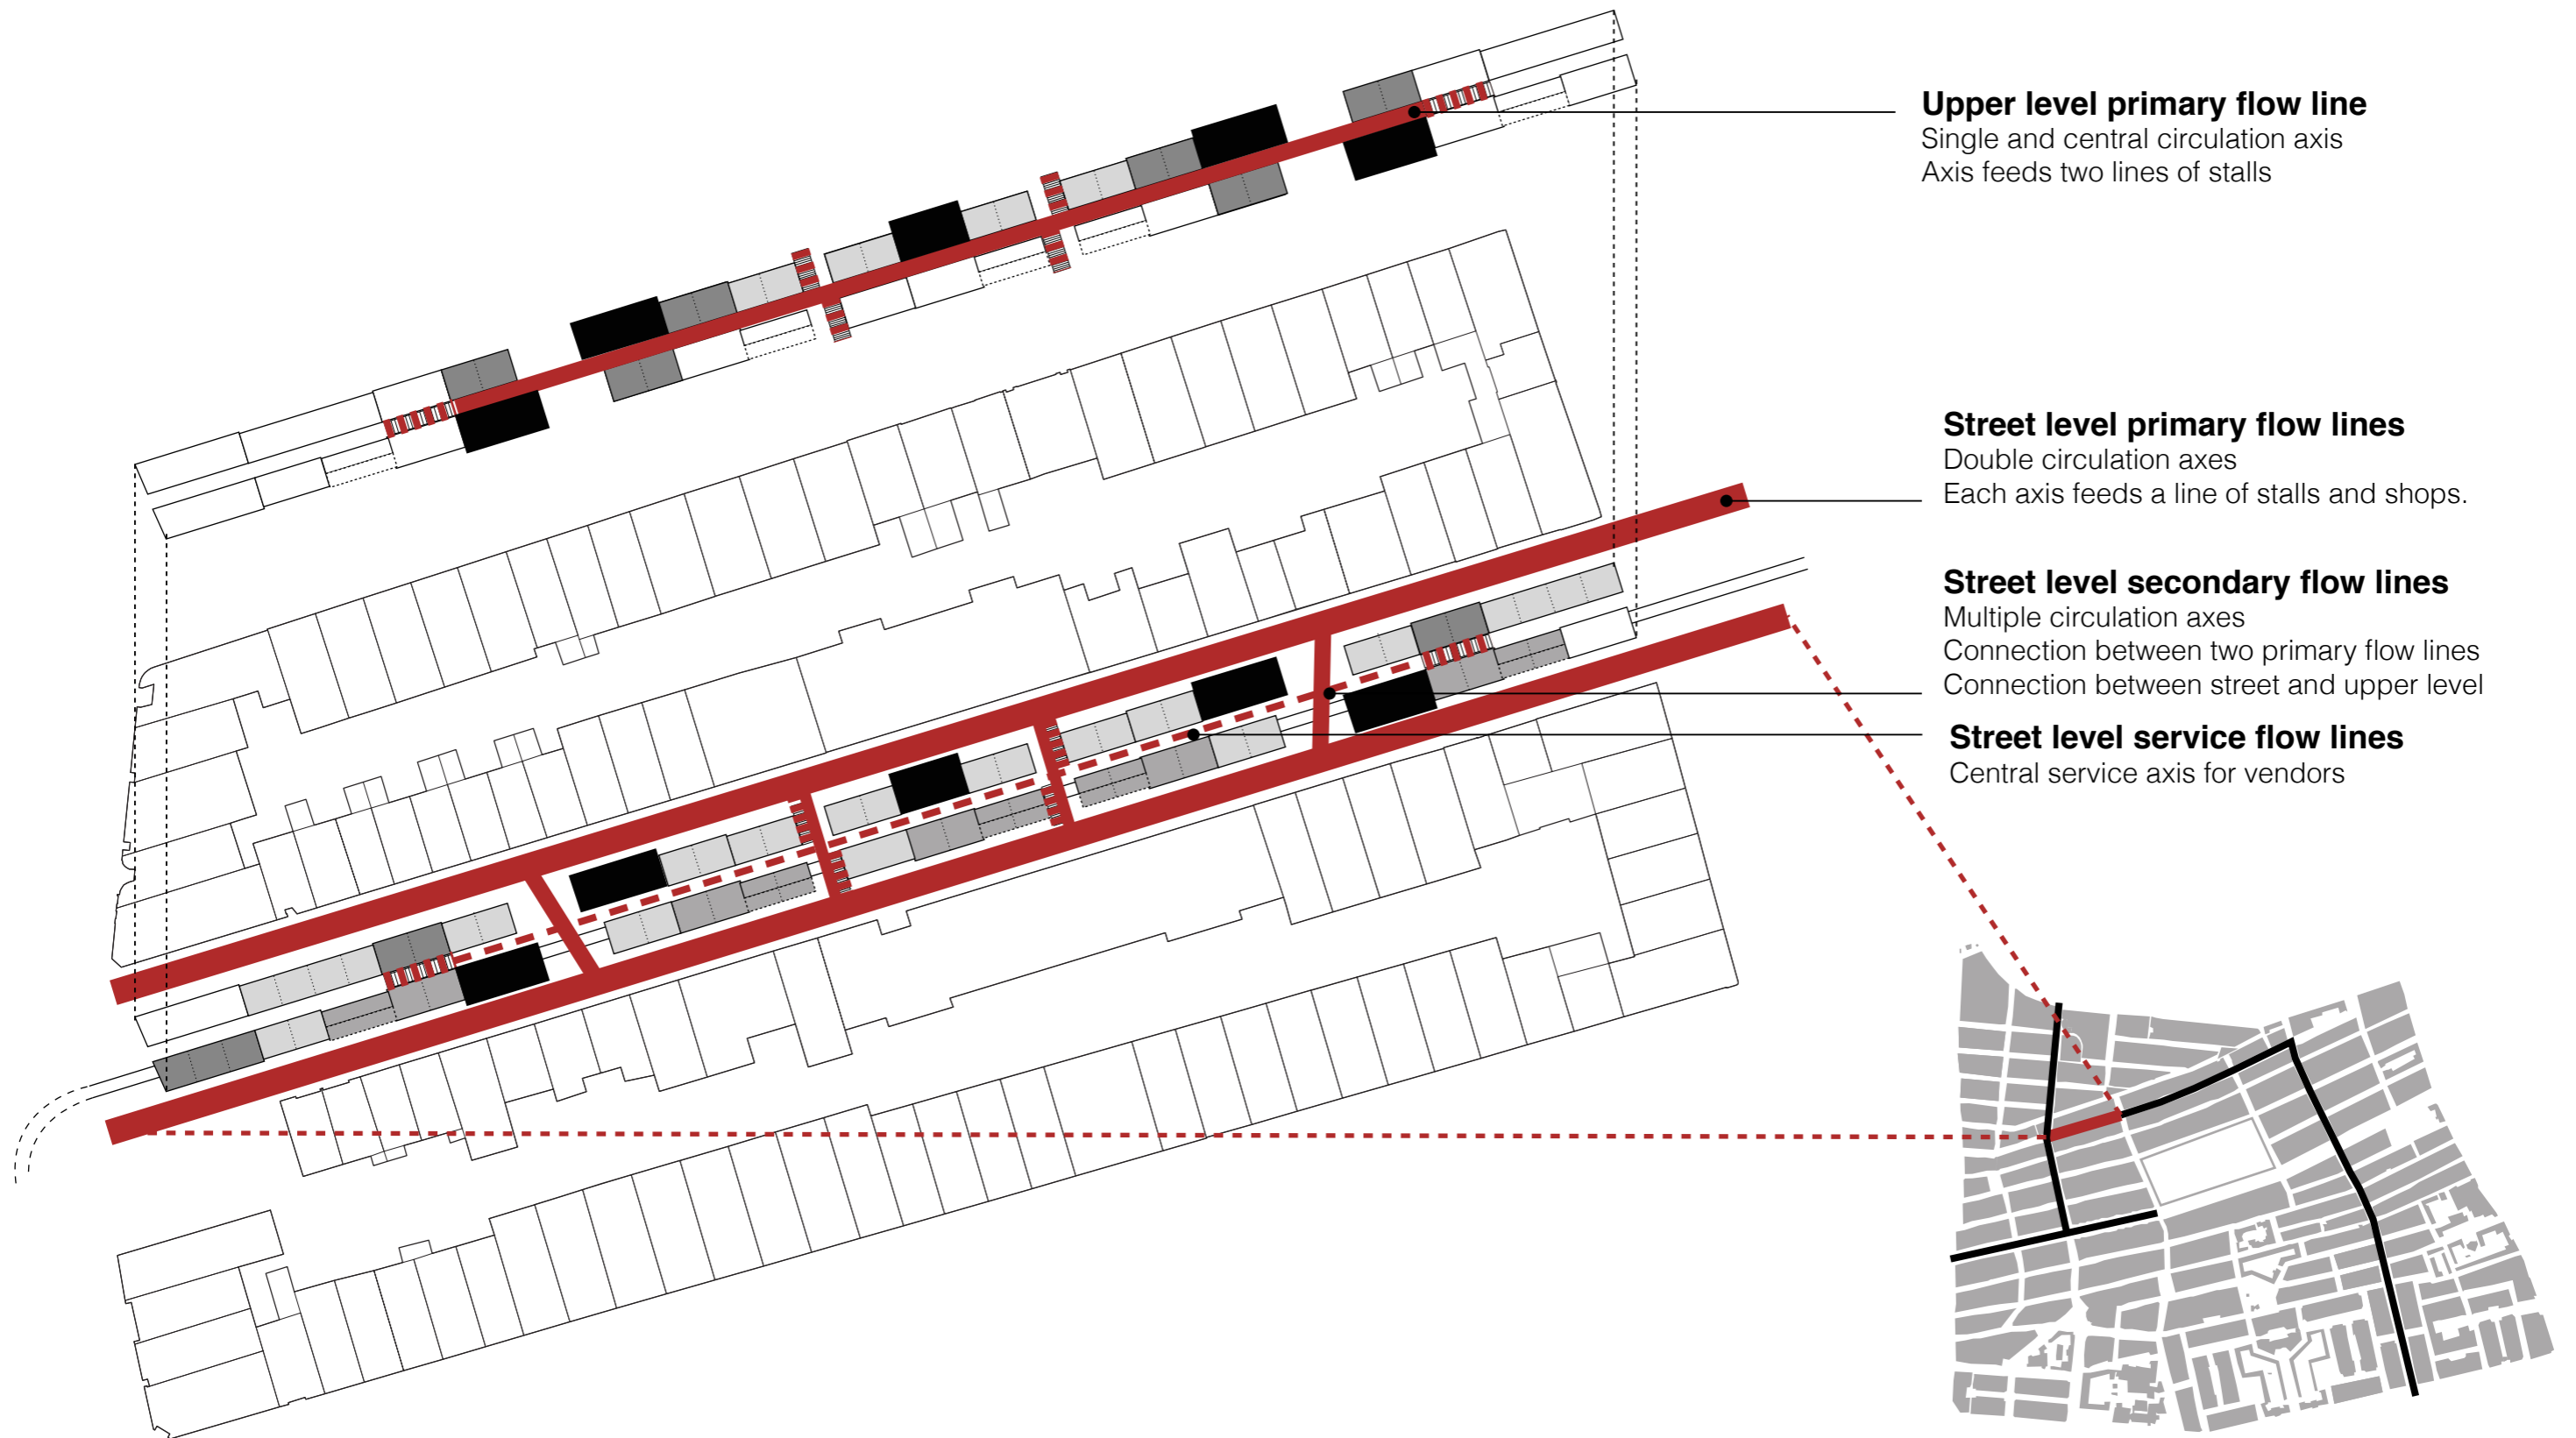 Upper level primary flow line
Single and central circulation axis
Axis feeds two lines of stalls
Street level primary flow lines
Double circulation axes
Each axis feeds a line of stalls and shops.
Street level secondary flow lines
Multiple circulation axes
Connection between two primary flow lines
Connection between street and upper level
Street level service flow lines
Central service axis for vendors